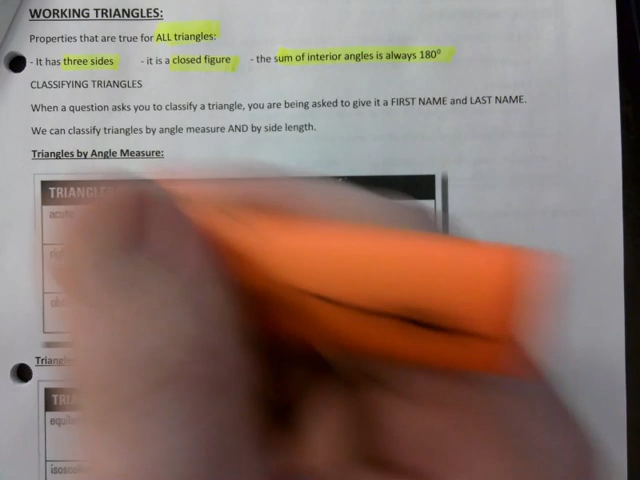 WORKING TRIANGLES:
Properties that are true for ALL triangles:
- It has three sides - it is a closed figure - the sum of interior angles is always 180°
CLASSIFYING TRIANGLES
When a question asks you to classify a triangle, you are being asked to give it a FIRST NAME and LAST NAME.
We can classify triangles by angle measure AND by side length.
Triangles by Angle Measure: